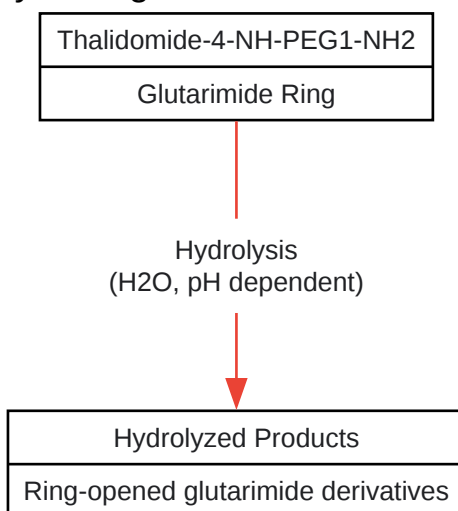 Thalidomide-4-NH-PEG1-NH2
Glutarimide Ring
Hydrolysis
(H2O, pH dependent)
Hydrolyzed Products
Ring-opened glutarimide derivatives